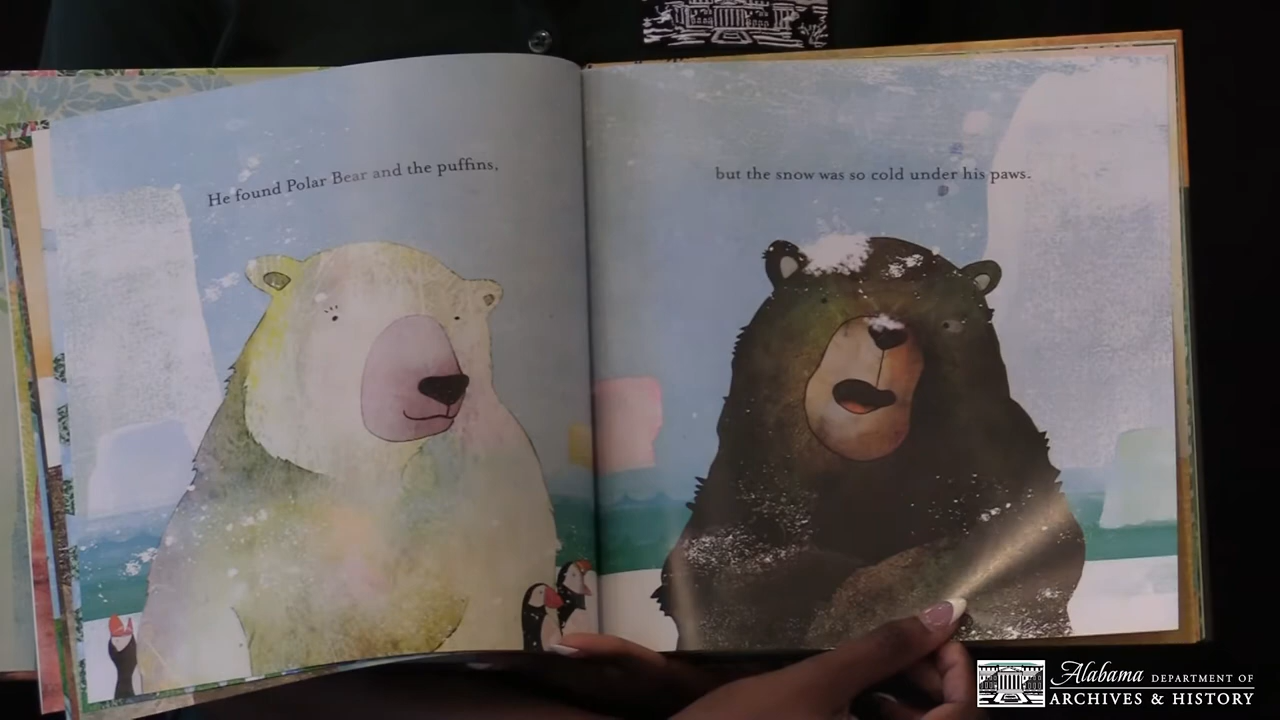 He found Polar Bear and the puffins,
but the snow was so cold under his paws.
Alabama DEPARTMENT OF
ARCHIVES & HISTORY